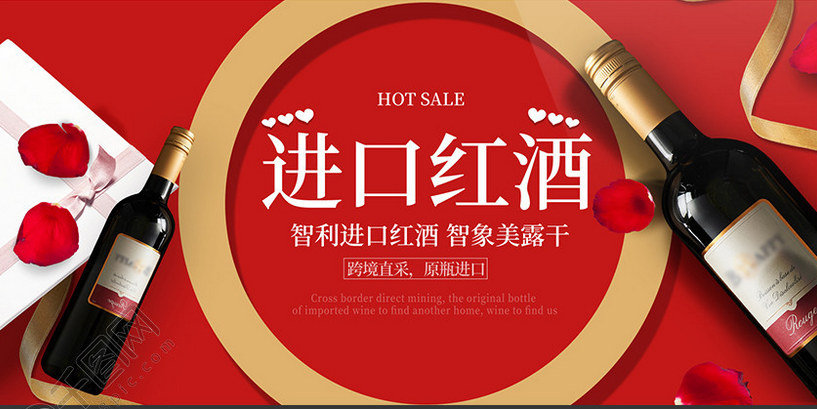 HOT SALE
进口红酒
智利进口红酒 智象美露干
跨境直采，原瓶进口
Cross border direct mining, the original bottle
of imported wine to find another home, wine to find us
Rouge